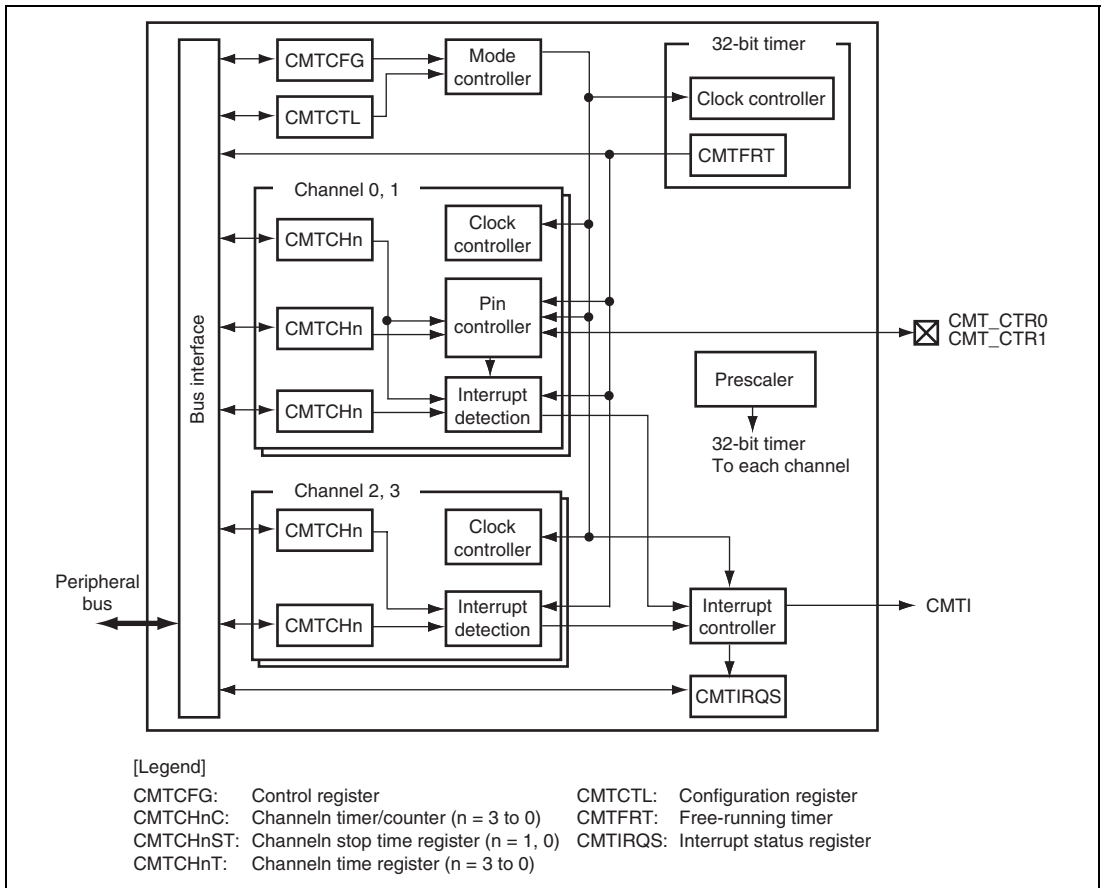 32-bit timer
CMTCFG
Mode
controller
Clock controller
CMTCTL
CMTFRT
Channel 0, 1
CMTCHn
Clock
controller
Pin
controller
CMTCHn
CMT_CTR0
CMT_CTR1
Bus interface
Prescaler
CMTCHn
Interrupt
detection
32-bit timer
To each channel
Channel 2, 3
CMTCHn
Clock
controller
Peripheral
bus
CMTCHn
Interrupt
detection
Interrupt
controller
CMTI
CMTIRQS
[Legend]
CMTCFG: Control register
CMTCHnC: Channeln timer/counter (n = 3 to 0)
CMTCHnST: Channeln stop time register (n = 1, 0)
CMTCHnT: Channeln time register (n = 3 to 0)
CMTCTL: Configuration register
CMTFRT: Free-running timer
CMTIRQS: Interrupt status register